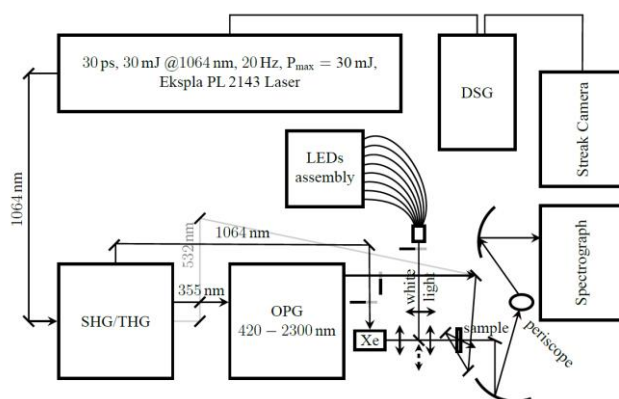 30 ps, 30 mJ @1064 nm, 20 Hz, Pmax = 30 mJ,
Ekspla PL 2143 Laser
DSG
Streak Camera
LEDs
assembly
1064 nm
1064 nm
532 nm
355 nm
SHG/THG
OPG
420 − 2300 nm
white
light
Xe
sample
periscope
Spectrograph